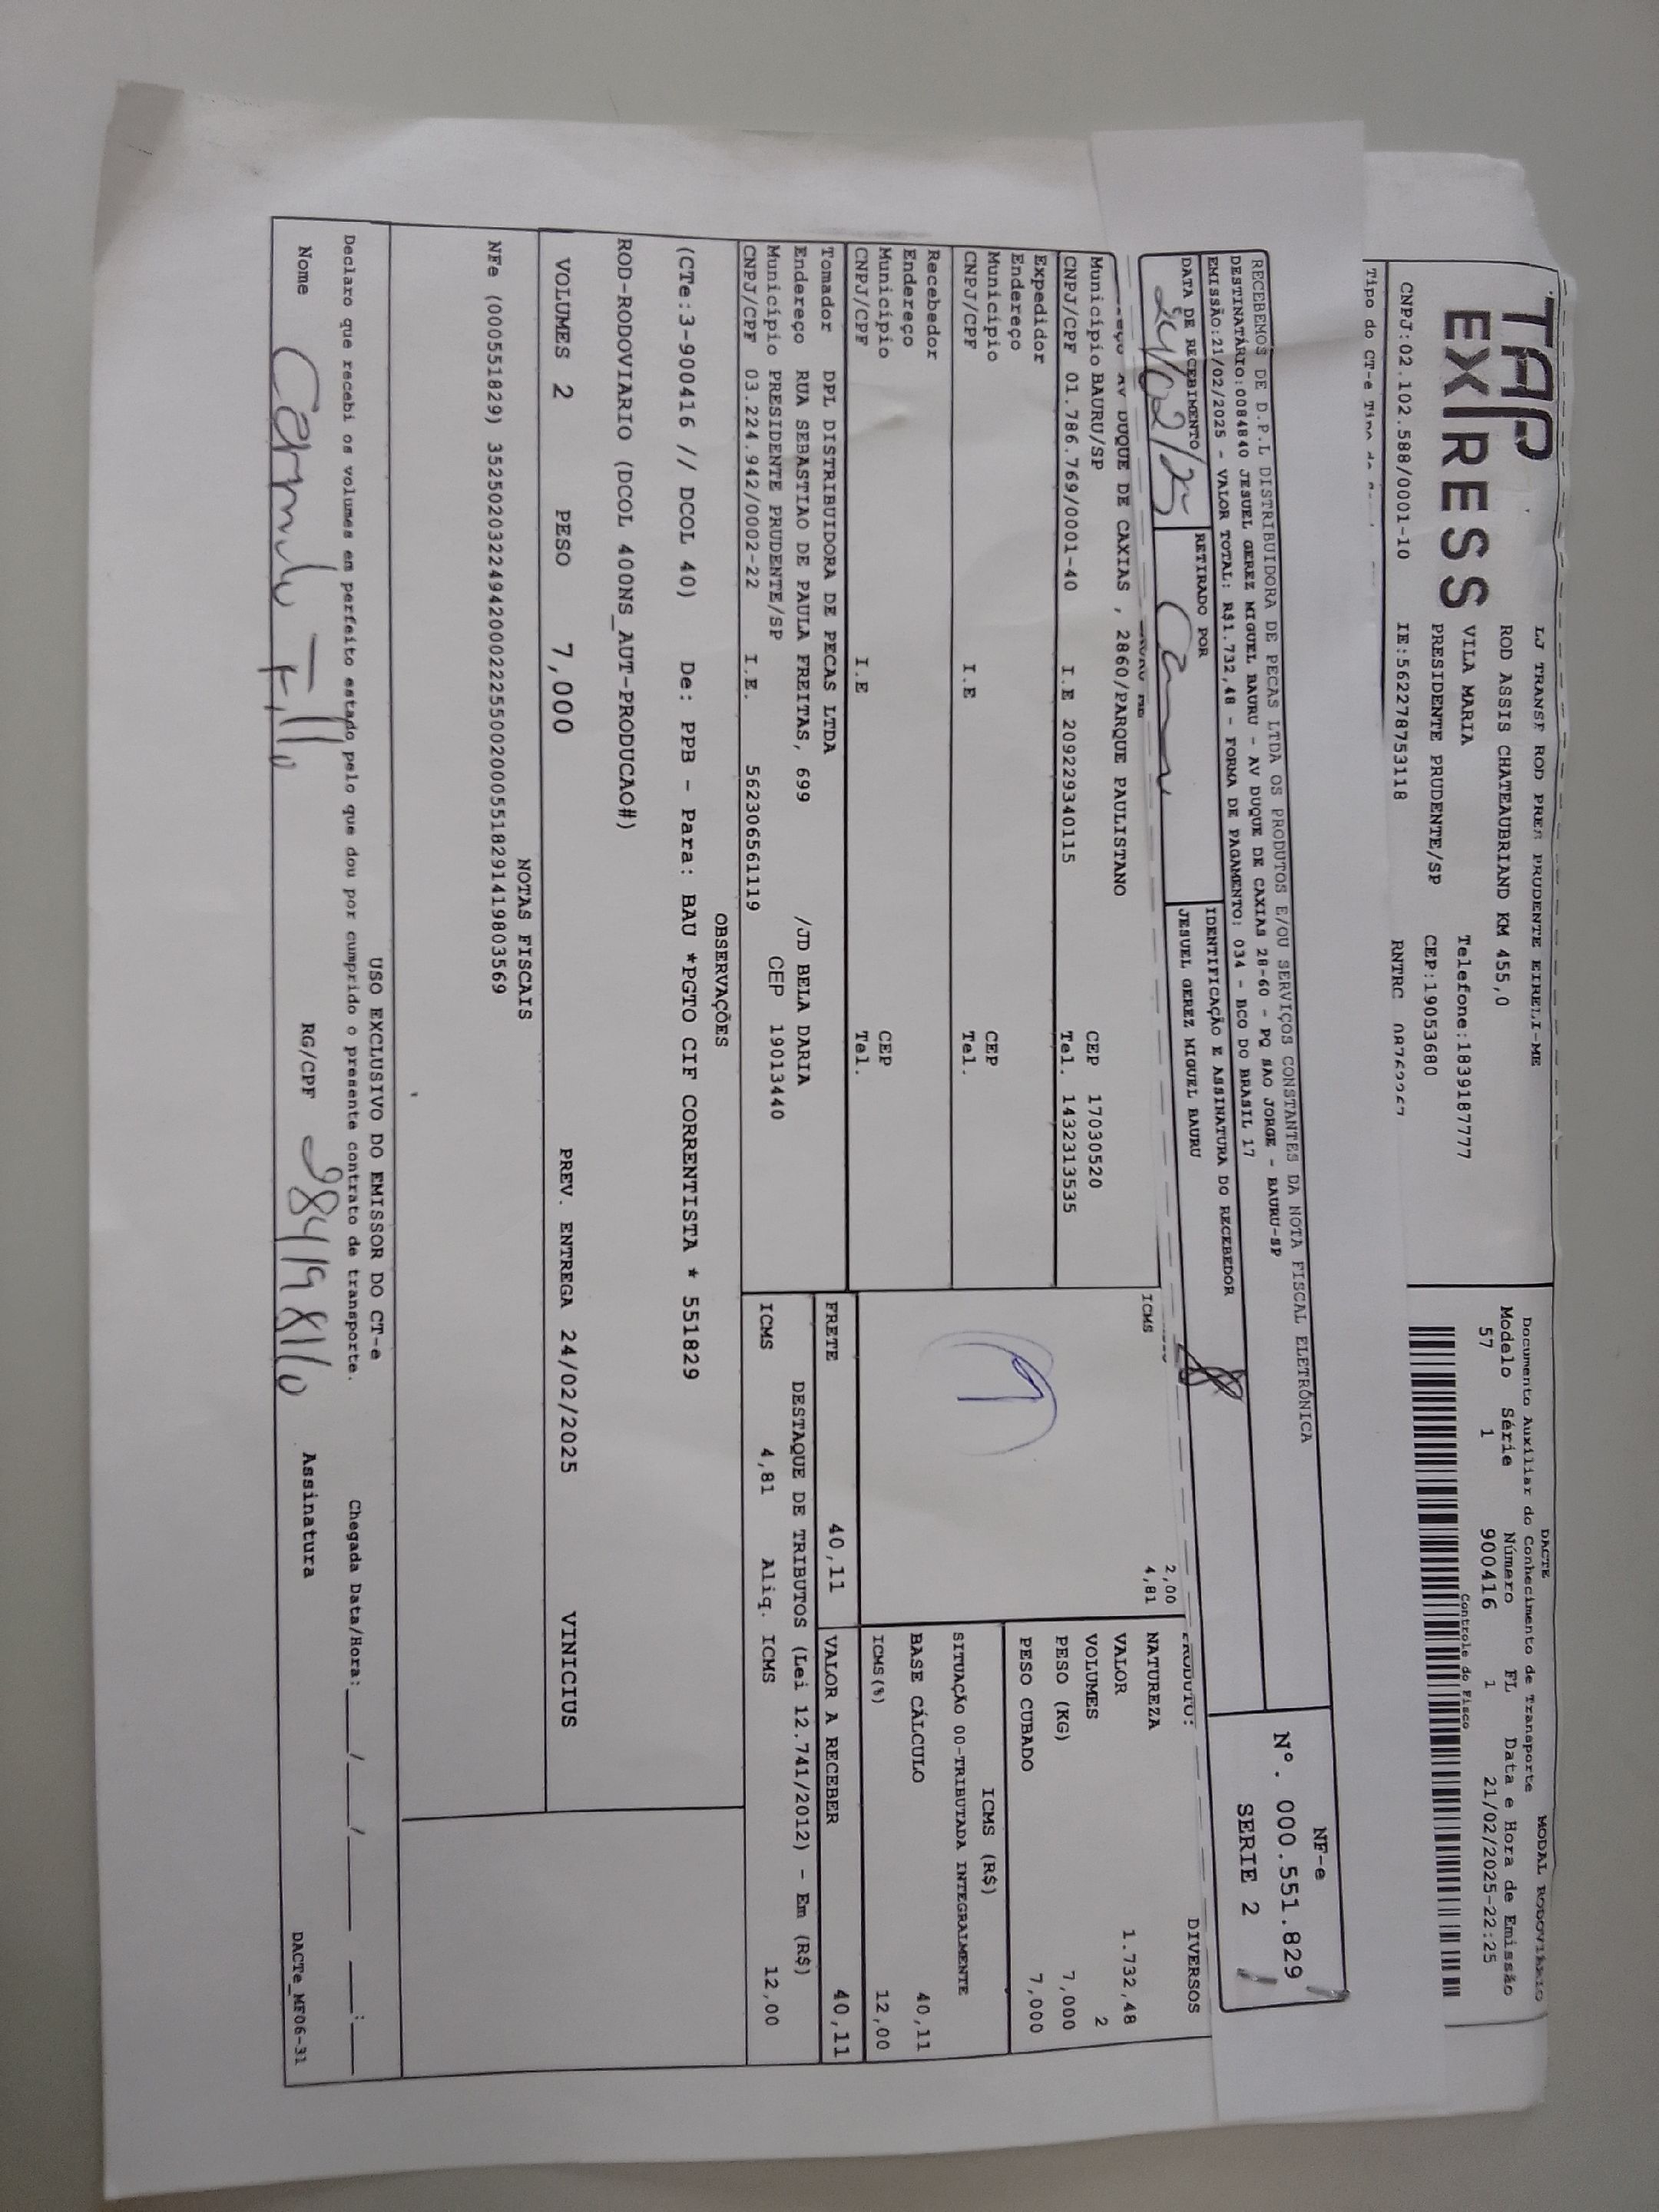 TAP
EXPRESS
LJ TRANSF ROD PRES PRUDENTE EIRELI-ME
ROD ASSIS CHATEAUBRIAND KM 455,0
VILA MARIA
Telefone:1839187777
PRESIDENTE PRUDENTE/SP
CEP:19053680
CNPJ:02.102.588/0001-10
IE:562278753118
RNTRC
Tipo do CT-e
DACTE
MODAL RODOVIÁRIO
Documento Auxiliar do Conhecimento de Transporte
Modelo Série Número FL Data e Hora de Emissão
57 1 900416 1 21/02/2025-22:25
Controle do Fisco
RECEBEMOS DE D.P.L DISTRIBUIDORA DE PECAS LTDA OS PRODUTOS E/OU SERVIÇOS CONSTANTES DA NOTA FISCAL ELETRÔNICA
DESTINATÁRIO:0084840 JESUEL GEREZ MIGUEL BAURU - AV DUQUE DE CAXIAS 28-60 - PQ SAO JORGE - BAURU-SP
EMISSÃO:21/02/2025 - VALOR TOTAL: R$1.732,48 - FORMA DE PAGAMENTO: 034 - BCO DO BRASIL 17
DATA DE RECEBIMENTO
24/02/25
RETIRADO POR
IDENTIFICAÇÃO E ASSINATURA DO RECEBEDOR
JESUEL GEREZ MIGUEL BAURU
NF-e
Nº. 000.551.829
SERIE 2
AV DUQUE DE CAXIAS , 2860/PARQUE PAULISTANO
Município BAURU/SP
CEP 17030520
CNPJ/CPF 01.786.769/0001-40
I.E 209229340115
Tel. 1432313535
Expedidor
Endereço
Município
CEP
CNPJ/CPF
I.E
Tel.
Recebedor
Endereço
Município
CEP
CNPJ/CPF
I.E
Tel.
2,00
ICMS 4,81
PRODUTO: DIVERSOS
NATUREZA
VALOR 1.732,48
VOLUMES 2
PESO (KG) 7,000
PESO CUBADO 7,000
ICMS (R$)
SITUAÇÃO 00-TRIBUTADA INTEGRALMENTE
BASE CÁLCULO 40,11
ICMS(%) 12,00
Tomador DPL DISTRIBUIDORA DE PECAS LTDA
Endereço RUA SEBASTIAO DE PAULA FREITAS, 699 /JD BELA DARIA
Município PRESIDENTE PRUDENTE/SP CEP 19013440
CNPJ/CPF 03.224.942/0002-22 I.E. 562306561119
FRETE 40,11
VALOR A RECEBER 40,11
DESTAQUE DE TRIBUTOS (Lei 12.741/2012) - Em (R$)
ICMS 4,81 Aliq. ICMS 12,00
OBSERVAÇÕES
(CTe:3-900416 // DCOL 40) De: PPB - Para: BAU *PGTO CIF CORRENTISTA * 551829
ROD-RODOVIARIO (DCOL 400NS_AUT-PRODUCAO#)
VOLUMES 2 PESO 7,000 PREV. ENTREGA 24/02/2025 VINICIUS
NOTAS FISCAIS
NFe (000551829) 35250203224942000222550020005518291419803569
USO EXCLUSIVO DO EMISSOR DO CT-e
Declaro que recebi os volumes em perfeito estado pelo que dou por cumprido o presente contrato de transporte.
Chegada Data/Hora:___/___/____ __:__
Nome
RG/CPF
Assinatura
DACTe_MF06-31